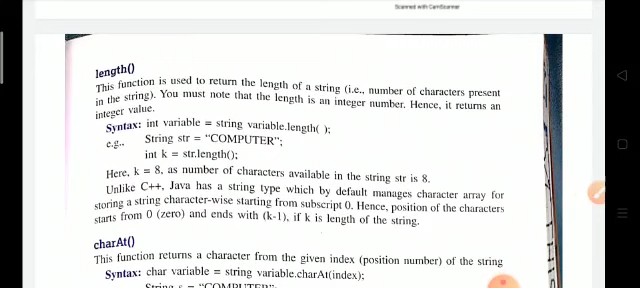 Scanned with CamScanner
length()
This function is used to return the length of a string (i.e., number of characters present
in the string). You must note that the length is an integer number. Hence, it returns an
integer value.
Syntax: int variable = string variable.length( );
e.g., String str = "COMPUTER";
int k = str.length();
Here, k = 8, as number of characters available in the string str is 8.
Unlike C++, Java has a string type which by default manages character array for
storing a string character-wise starting from subscript 0. Hence, position of the characters
starts from 0 (zero) and ends with (k-1), if k is length of the string.
charAt()
This function returns a character from the given index (position number) of the string
Syntax: char variable = string variable.charAt(index);
String s = "COMPUTER";